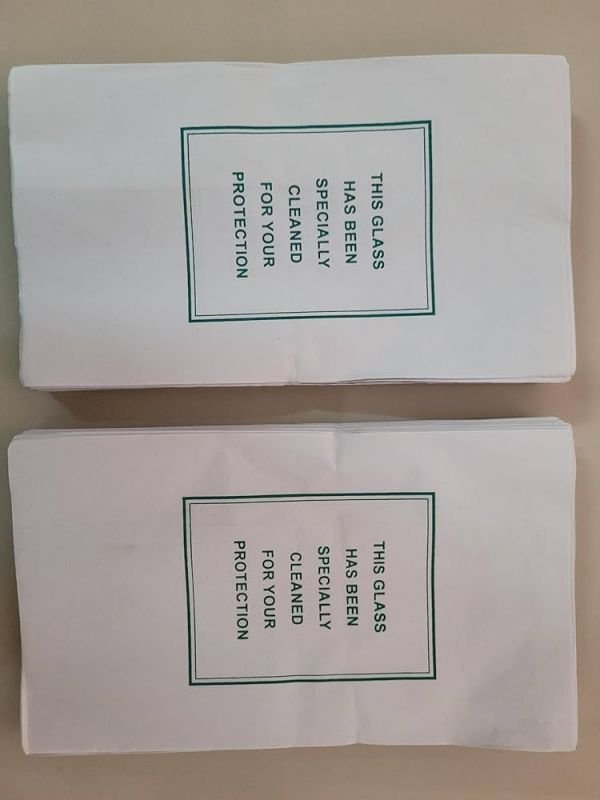 THIS GLASS
HAS BEEN
SPECIALLY
CLEANED
FOR YOUR
PROTECTION
THIS GLASS
HAS BEEN
SPECIALLY
CLEANED
FOR YOUR
PROTECTION